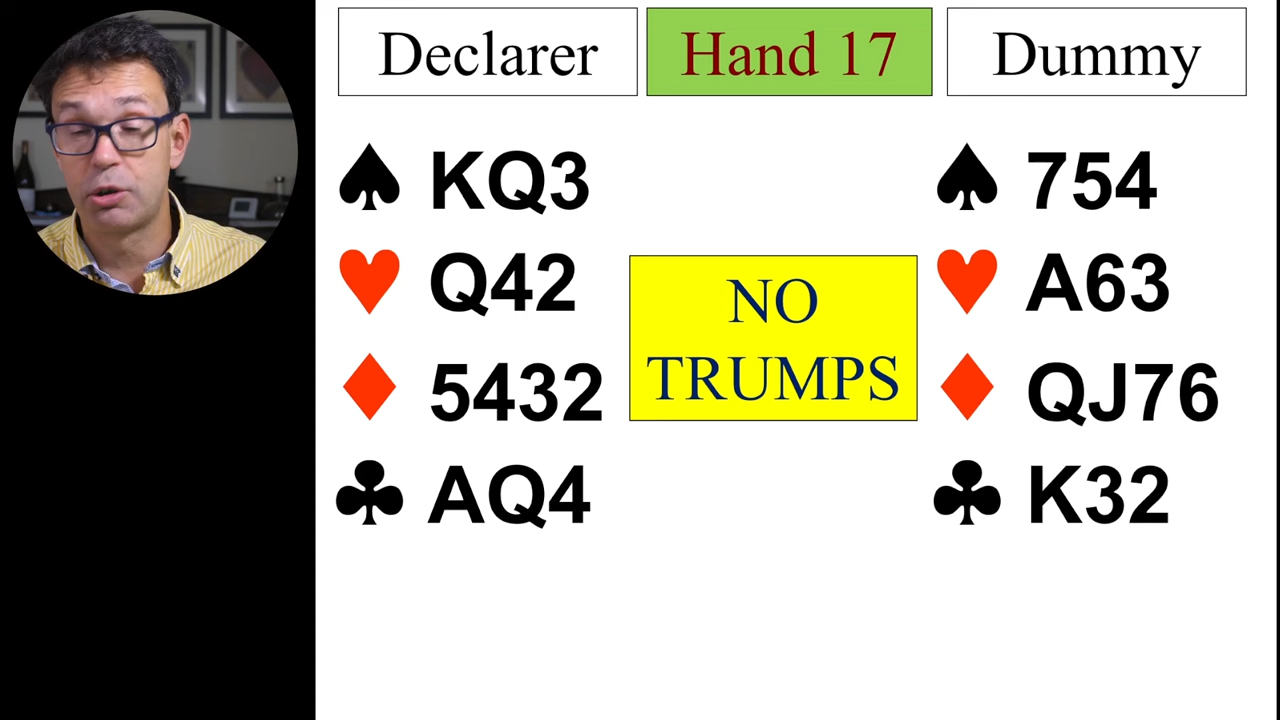 Declarer Hand 17 Dummy
♠ KQ3 ♠ 754
♥ Q42 ♥ A63
NO
TRUMPS
♦ 5432 ♦ QJ76
♣ AQ4 ♣ K32